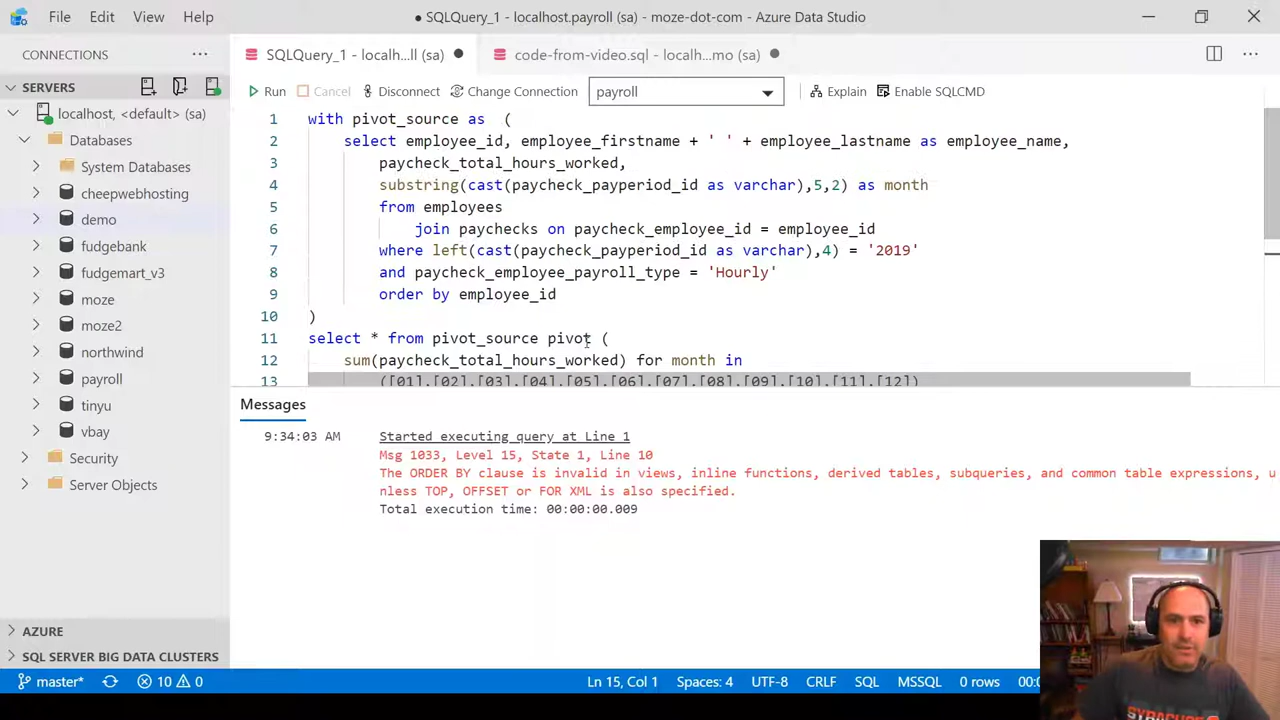 File Edit View Help
● SQLQuery_1 - localhost.payroll (sa) - moze-dot-com - Azure Data Studio
CONNECTIONS
SERVERS
localhost, <default> (sa)
Databases
System Databases
cheepwebhosting
demo
fudgebank
fudgemart_v3
moze
moze2
northwind
payroll
tinyu
vbay
Security
Server Objects
AZURE
SQL SERVER BIG DATA CLUSTERS
SQLQuery_1 - localh...ll (sa) ● code-from-video.sql - localh...mo (sa) ●
Run Cancel Disconnect Change Connection payroll Explain Enable SQLCMD
1 with pivot_source as (
2 select employee_id, employee_firstname + ' ' + employee_lastname as employee_name,
3 paycheck_total_hours_worked,
4 substring(cast(paycheck_payperiod_id as varchar),5,2) as month
5 from employees
6 join paychecks on paycheck_employee_id = employee_id
7 where left(cast(paycheck_payperiod_id as varchar),4) = '2019'
8 and paycheck_employee_payroll_type = 'Hourly'
9 order by employee_id
10 )
11 select * from pivot_source pivot (
12 sum(paycheck_total_hours_worked) for month in
13 ([01],[02],[03],[04],[05],[06],[07],[08],[09],[10],[11],[12])
Messages
9:34:03 AM Started executing query at Line 1
Msg 1033, Level 15, State 1, Line 10
The ORDER BY clause is invalid in views, inline functions, derived tables, subqueries, and common table expressions, u
nless TOP, OFFSET or FOR XML is also specified.
Total execution time: 00:00:00.009
master* 10 0 Ln 15, Col 1 Spaces: 4 UTF-8 CRLF SQL MSSQL 0 rows 00:0
SYRACUSE